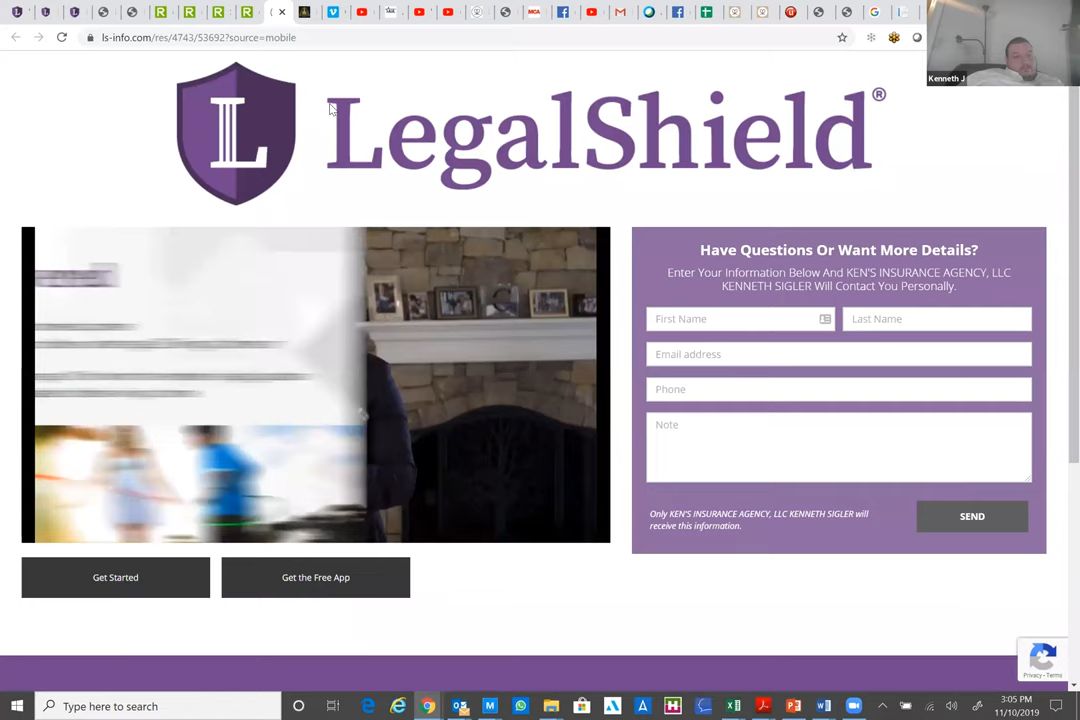 MCA
ls-info.com/res/4743/53692?source=mobile
Kenneth J
L
LegalShield®
Have Questions Or Want More Details?
Enter Your Information Below And KEN'S INSURANCE AGENCY, LLC
KENNETH SIGLER Will Contact You Personally.
First Name
Last Name
Email address
Phone
Note
Only KEN'S INSURANCE AGENCY, LLC KENNETH SIGLER will
receive this information.
SEND
Get Started
Get the Free App
Privacy - Terms
Type here to search
3:05 PM
11/10/2019